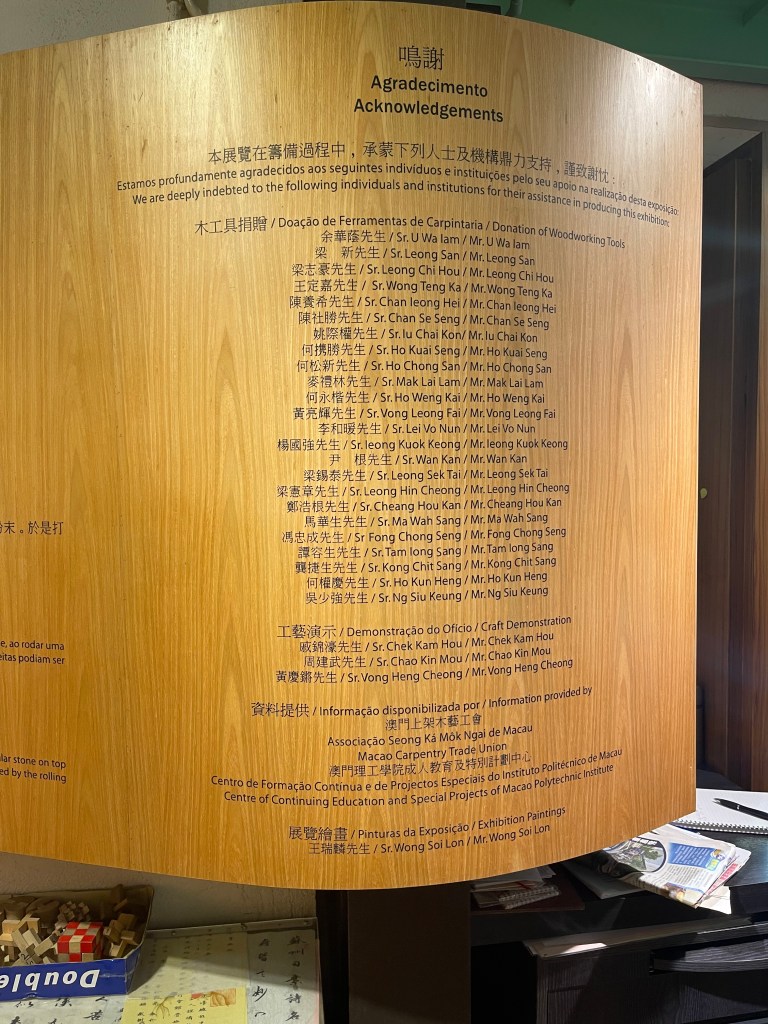 鳴謝
Agradecimento
Acknowledgements
本展覽在籌備過程中，承蒙下列人士及機構鼎力支持，謹致謝忱：
Estamos profundamente agradecidos aos seguintes indivíduos e instituições pelo seu apoio na realização desta exposição:
We are deeply indebted to the following individuals and institutions for their assistance in producing this exhibition:
木工具捐贈 / Doação de Ferramentas de Carpintaria / Donation of Woodworking Tools
余華蔭先生 / Sr. U Wa Iam / Mr. U Wa Iam
梁　新先生 / Sr. Leong San / Mr. Leong San
梁志豪先生 / Sr. Leong Chi Hou / Mr. Leong Chi Hou
王定嘉先生 / Sr. Wong Teng Ka / Mr. Wong Teng Ka
陳養希先生 / Sr. Chan Ieong Hei / Mr. Chan Ieong Hei
陳社勝先生 / Sr. Chan Se Seng / Mr. Chan Se Seng
姚際權先生 / Sr. Iu Chai Kon/ Mr. Iu Chai Kon
何携勝先生 / Sr. Ho Kuai Seng / Mr. Ho Kuai Seng
何松新先生 / Sr. Ho Chong San / Mr. Ho Chong San
麥禮林先生 / Sr. Mak Lai Lam / Mr. Mak Lai Lam
何永楷先生 / Sr. Ho Weng Kai / Mr. Ho Weng Kai
黃亮輝先生 / Sr. Vong Leong Fai / Mr. Vong Leong Fai
李和暖先生 / Sr. Lei Vo Nun / Mr. Lei Vo Nun
楊國強先生 / Sr. Ieong Kuok Keong / Mr. Ieong Kuok Keong
尹　根先生 / Sr. Wan Kan / Mr. Wan Kan
梁錫泰先生 / Sr. Leong Sek Tai / Mr. Leong Sek Tai
梁憲章先生 / Sr. Leong Hin Cheong / Mr. Leong Hin Cheong
鄭浩根先生 / Sr. Cheang Hou Kan / Mr. Cheang Hou Kan
馬華生先生 / Sr. Ma Wah Sang / Mr. Ma Wah Sang
馮忠成先生 / Sr Fong Chong Seng / Mr. Fong Chong Seng
譚容生先生 / Sr. Tam Iong Sang / Mr. Tam Iong Sang
龔捷生先生 / Sr. Kong Chit Sang / Mr. Kong Chit Sang
何權慶先生 / Sr. Ho Kun Heng / Mr. Ho Kun Heng
吳少強先生 / Sr. Ng Siu Keung / Mr. Ng Siu Keung
工藝演示 / Demonstração do Ofício / Craft Demonstration
戚錦濠先生 / Sr. Chek Kam Hou / Mr. Chek Kam Hou
周建武先生 / Sr. Chao Kin Mou / Mr. Chao Kin Mou
黃慶鏘先生 / Sr. Vong Heng Cheong / Mr. Vong Heng Cheong
資料提供 / Informação disponibilizada por / Information provided by
澳門上架木藝工會
Associação Seong Ká Môk Ngai de Macau
Macao Carpentry Trade Union
澳門理工學院成人教育及特別計劃中心
Centro de Formação Contínua e de Projectos Especiais do Instituto Politécnico de Macau
Centre of Continuing Education and Special Projects of Macao Polytechnic Institute
展覽繪畫 / Pinturas da Exposição / Exhibition Paintings
王瑞麟先生 / Sr. Wong Soi Lon / Mr. Wong Soi Lon
末。於是打
e, ao rodar uma
eitas podiam ser
lar stone on top
ed by the rolling
Double